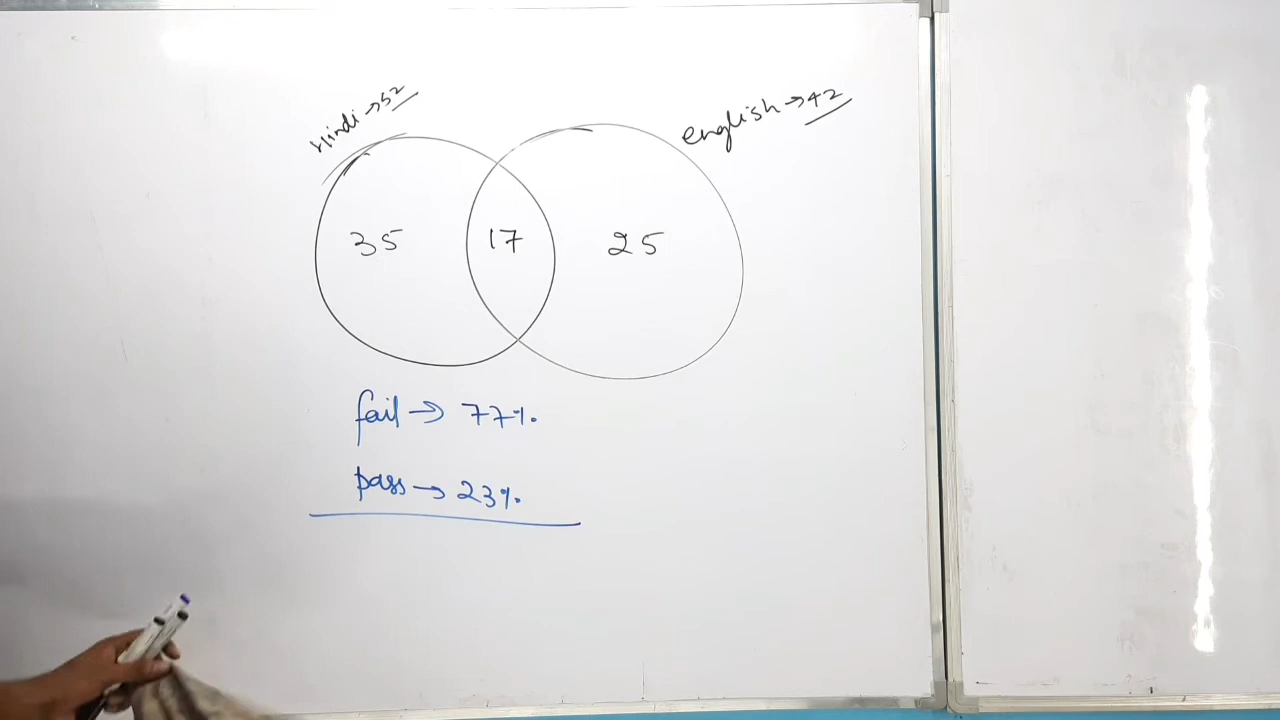 Hindi → 52
english → 42
35 17 25
fail → 77%.
pass → 23%.